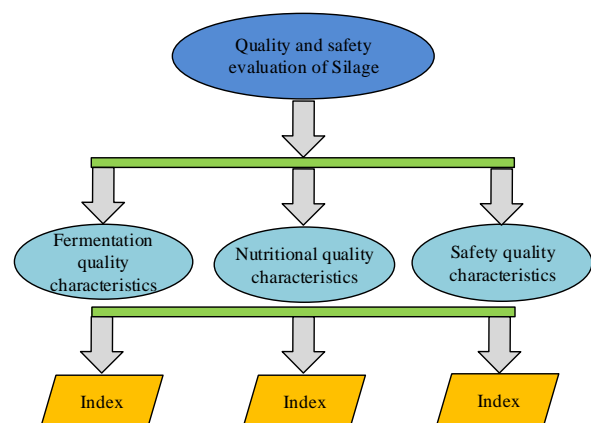 Quality and safety
evaluation of Silage
Fermentation
quality
characteristics
Nutritional quality
characteristics
Safety quality
characteristics
Index
Index
Index